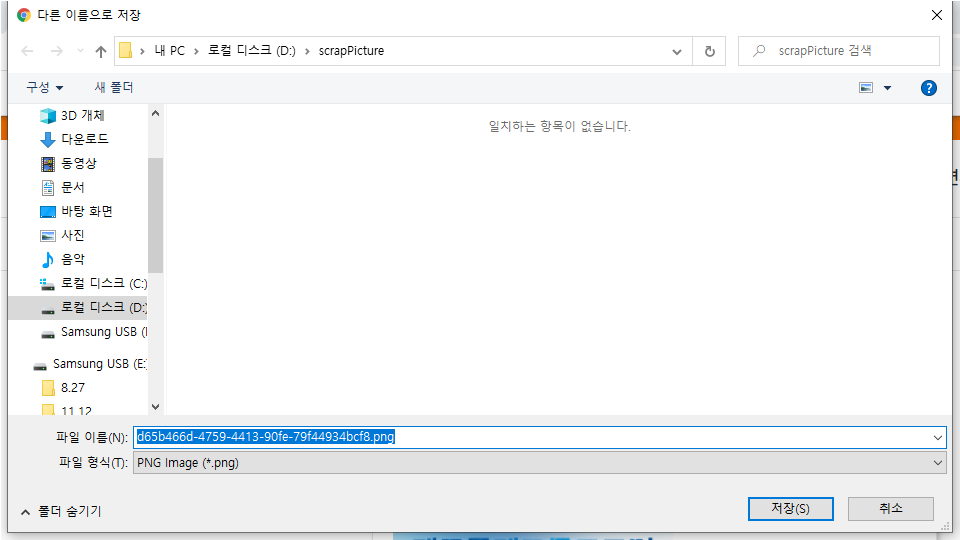 다른 이름으로 저장
내 PC > 로컬 디스크 (D:) > scrapPicture
scrapPicture 검색
구성
새 폴더
3D 개체
다운로드
동영상
문서
바탕 화면
사진
음악
로컬 디스크 (C:)
로컬 디스크 (D:)
Samsung USB (
Samsung USB (E:
8.27
11.12
일치하는 항목이 없습니다.
파일 이름(N): d65b466d-4759-4413-90fe-79f44934bcf8.png
파일 형식(T): PNG Image (*.png)
폴더 숨기기
저장(S)
취소